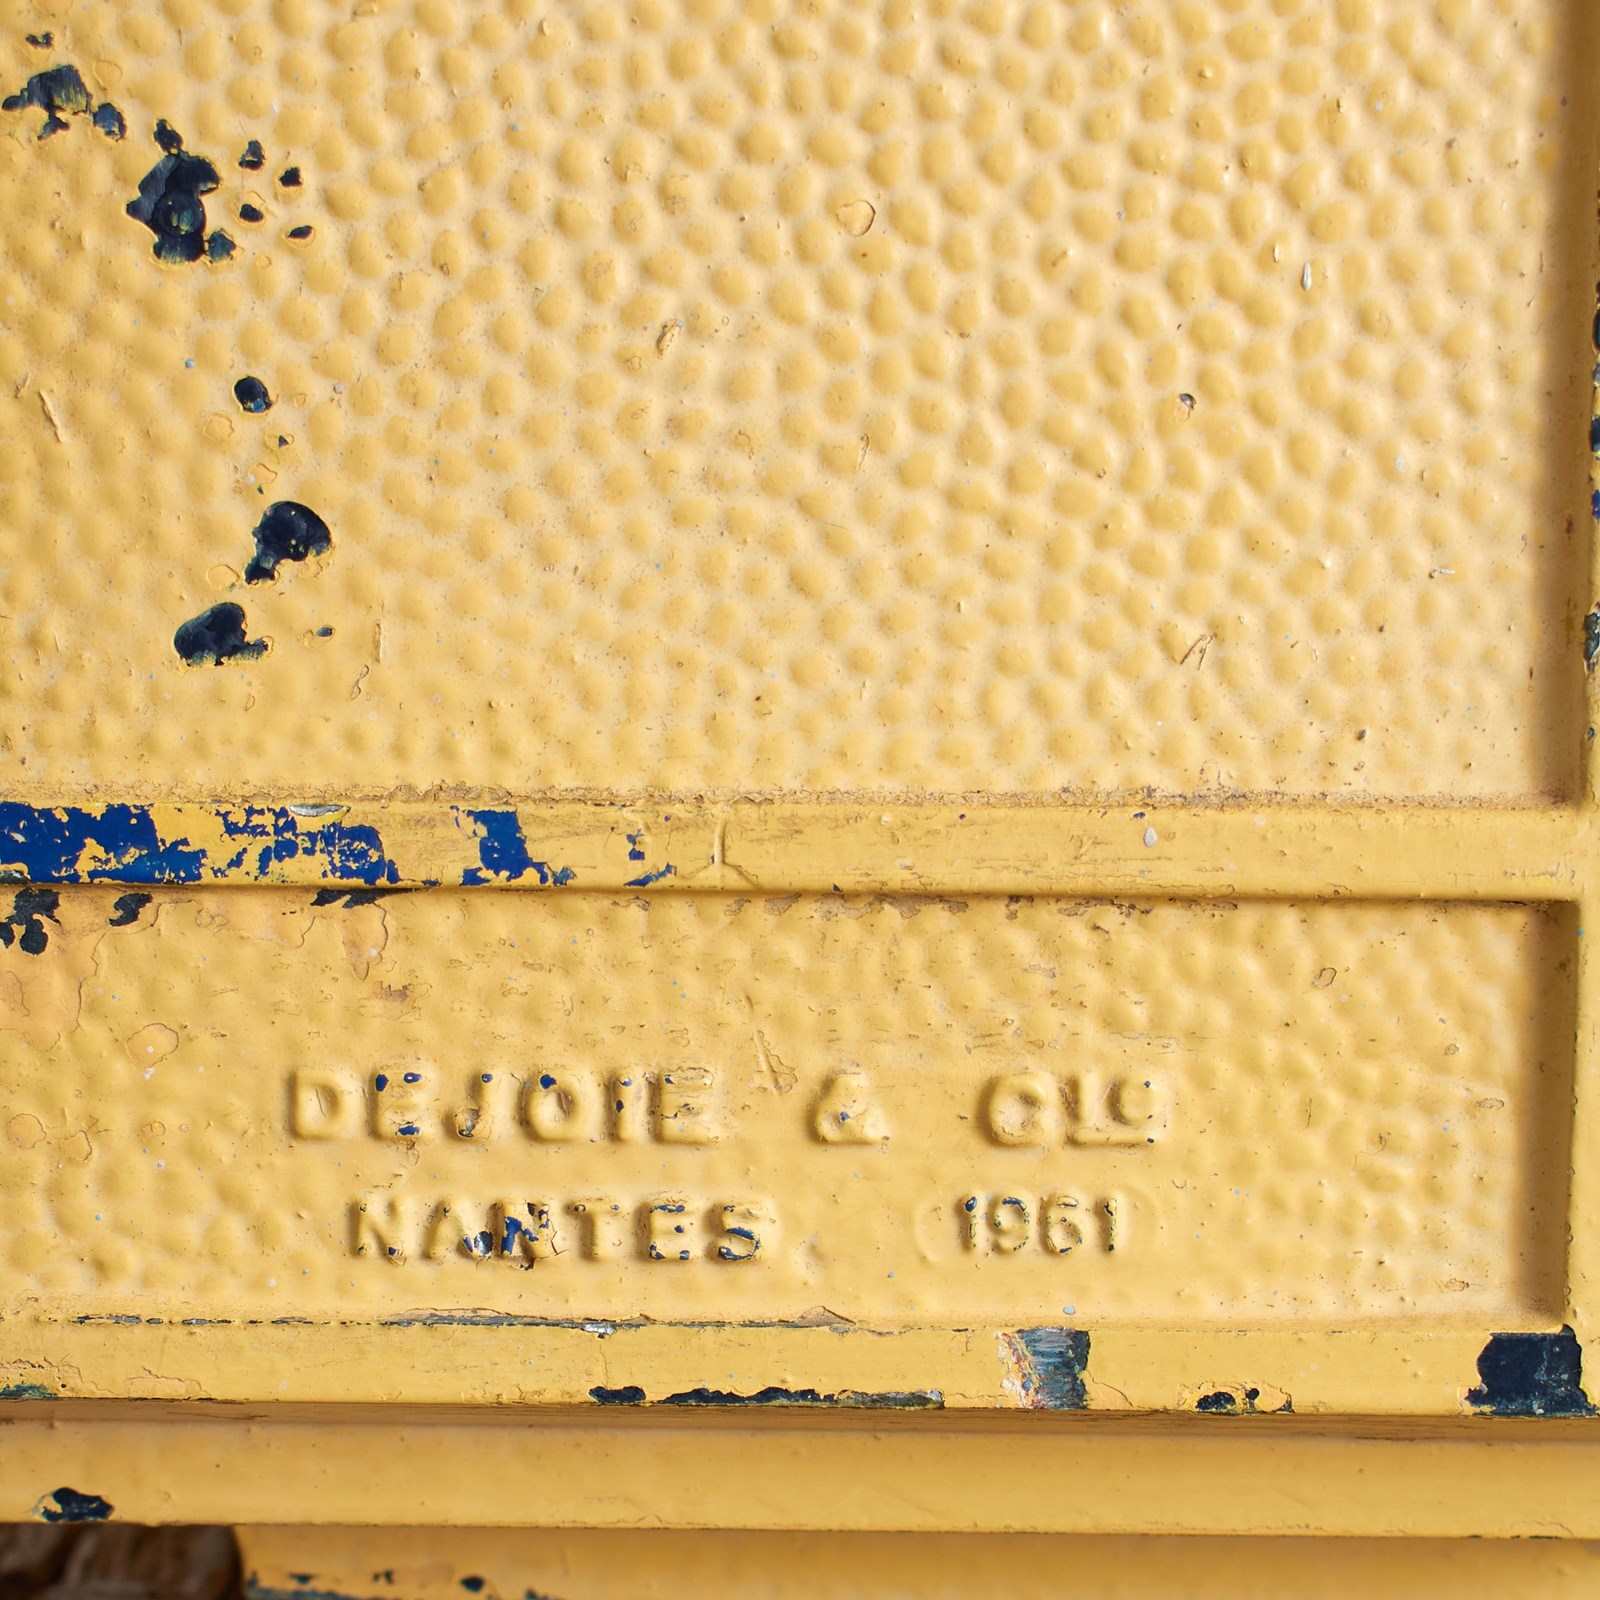 DEJOIE & Cie
NANTES 1961